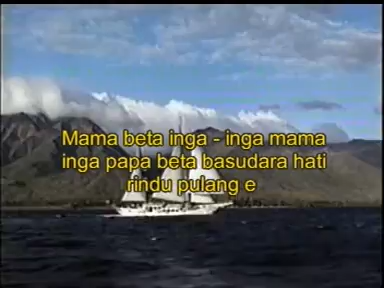 Mama beta inga - inga mama
inga papa beta basudara hati
rindu pulang e